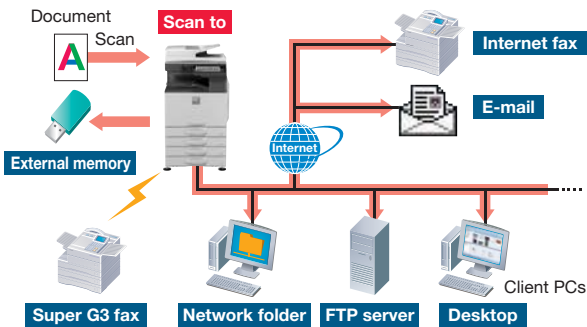 Document
Scan
Scan to
A
Internet fax
E-mail
External memory
Internet
Client PCs
Super G3 fax
Network folder
FTP server
Desktop